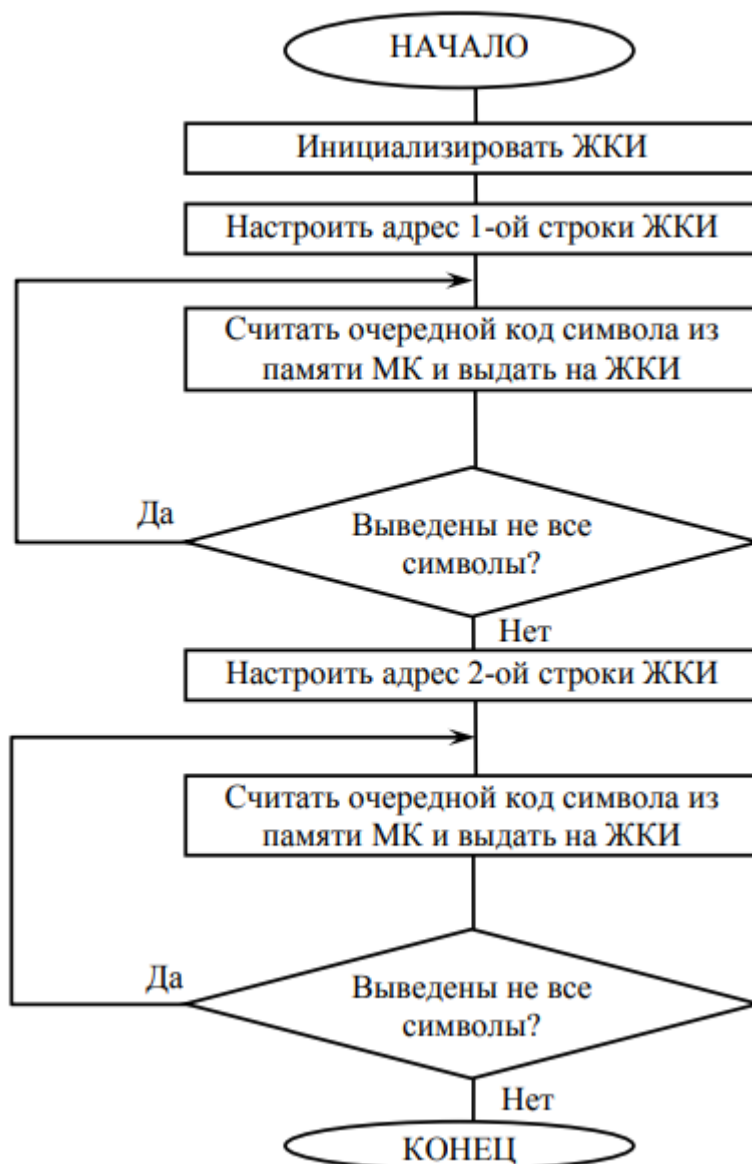 НАЧАЛО
Инициализировать ЖКИ
Настроить адрес 1-ой строки ЖКИ
Считать очередной код символа из
памяти МК и выдать на ЖКИ
Да
Выведены не все
символы?
Нет
Настроить адрес 2-ой строки ЖКИ
Считать очередной код символа из
памяти МК и выдать на ЖКИ
Да
Выведены не все
символы?
Нет
КОНЕЦ